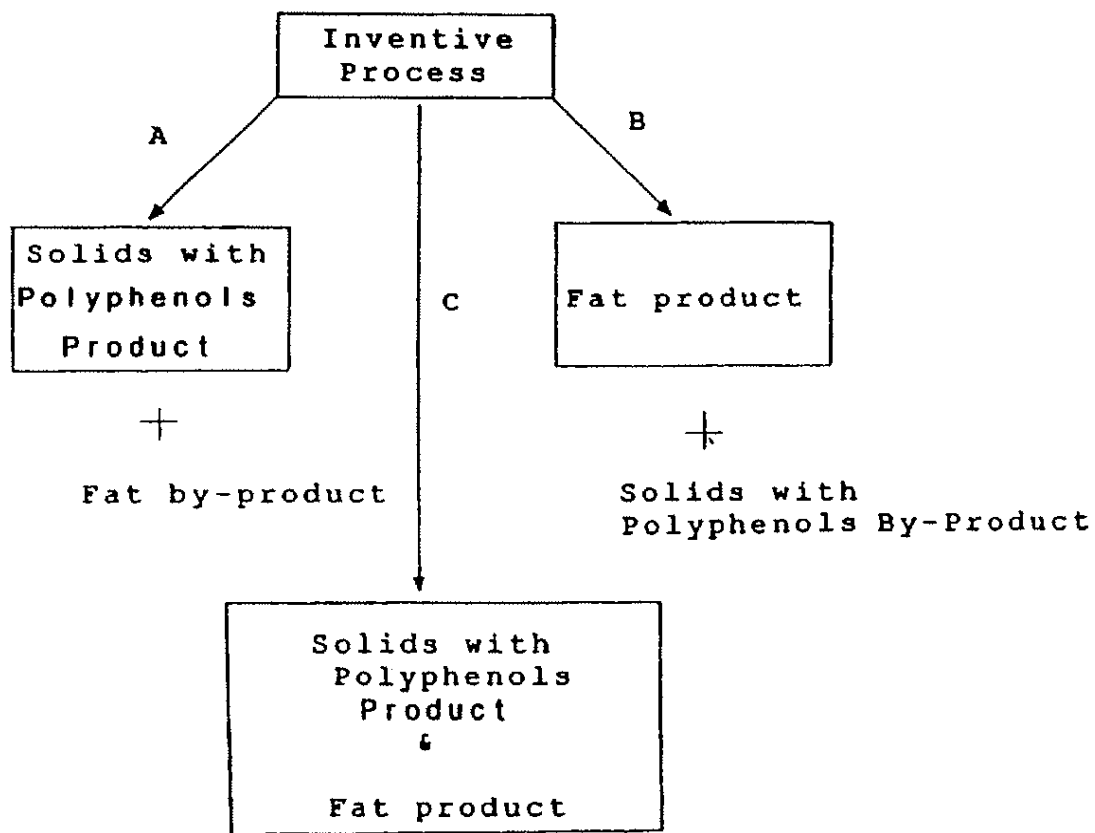 Inventive
Process
A
B
Solids with
Polyphenols
Product
C
Fat product
+
+
Fat by-product
Solids with
Polyphenols By-Product
Solids with
Polyphenols
Product
&
Fat product